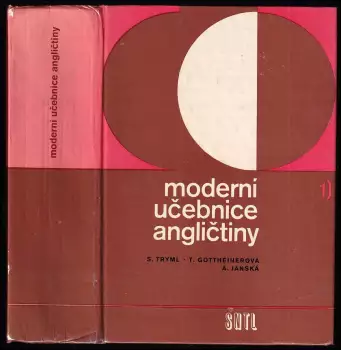 moderní učebnice angličtiny
moderní
učebnice
angličtiny
1)
S. TRYML - T. GOTTHEINEROVÁ
A. JANSKÁ
SNTL